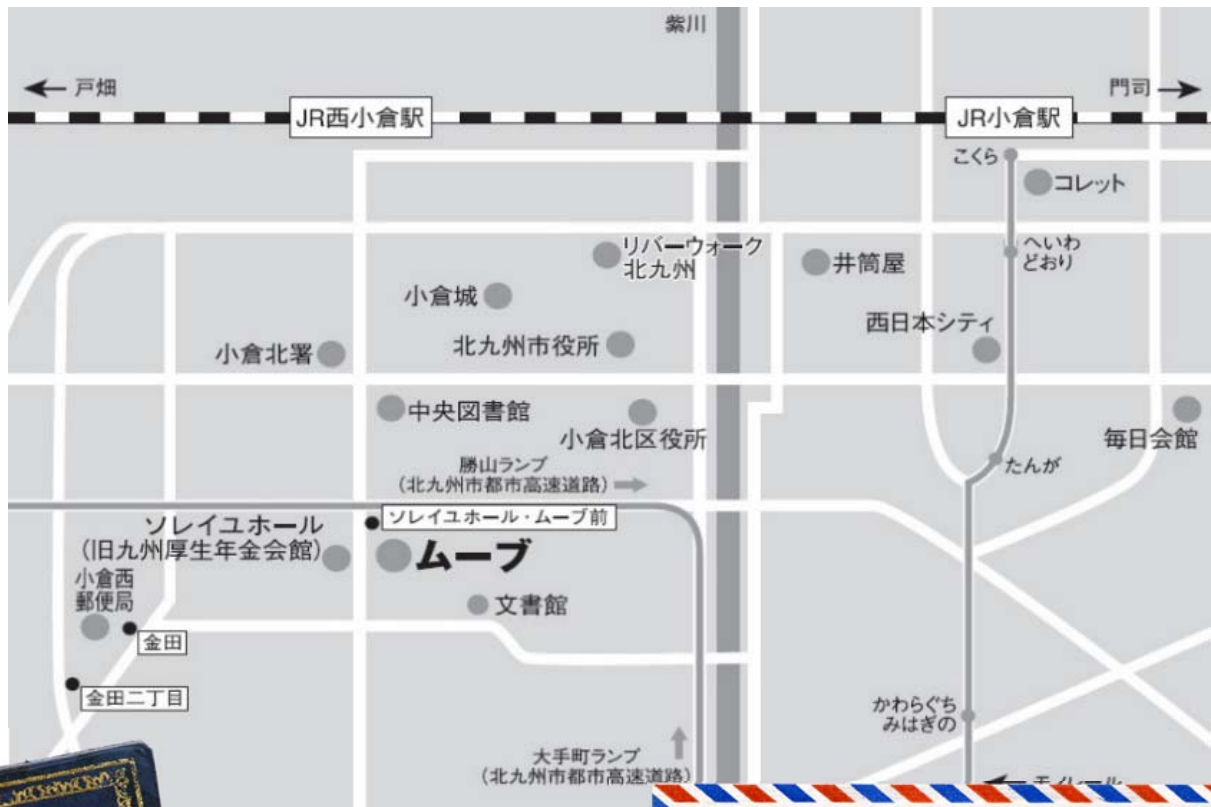 紫川
← 戸畑
門司 →
JR西小倉駅
JR小倉駅
こくら
コレット
リバーウォーク
北九州
井筒屋
へいわ
どおり
小倉城
西日本シティ
小倉北署
北九州市役所
中央図書館
小倉北区役所
毎日会館
勝山ランプ
(北九州市都市高速道路)
たんが
ソレイユホール・ムーブ前
ソレイユホール
(旧九州厚生年金会館)
ムーブ
小倉西
郵便局
文書館
金田
金田二丁目
かわらぐち
みはぎの
大手町ランプ
(北九州市都市高速道路)
← モノレール